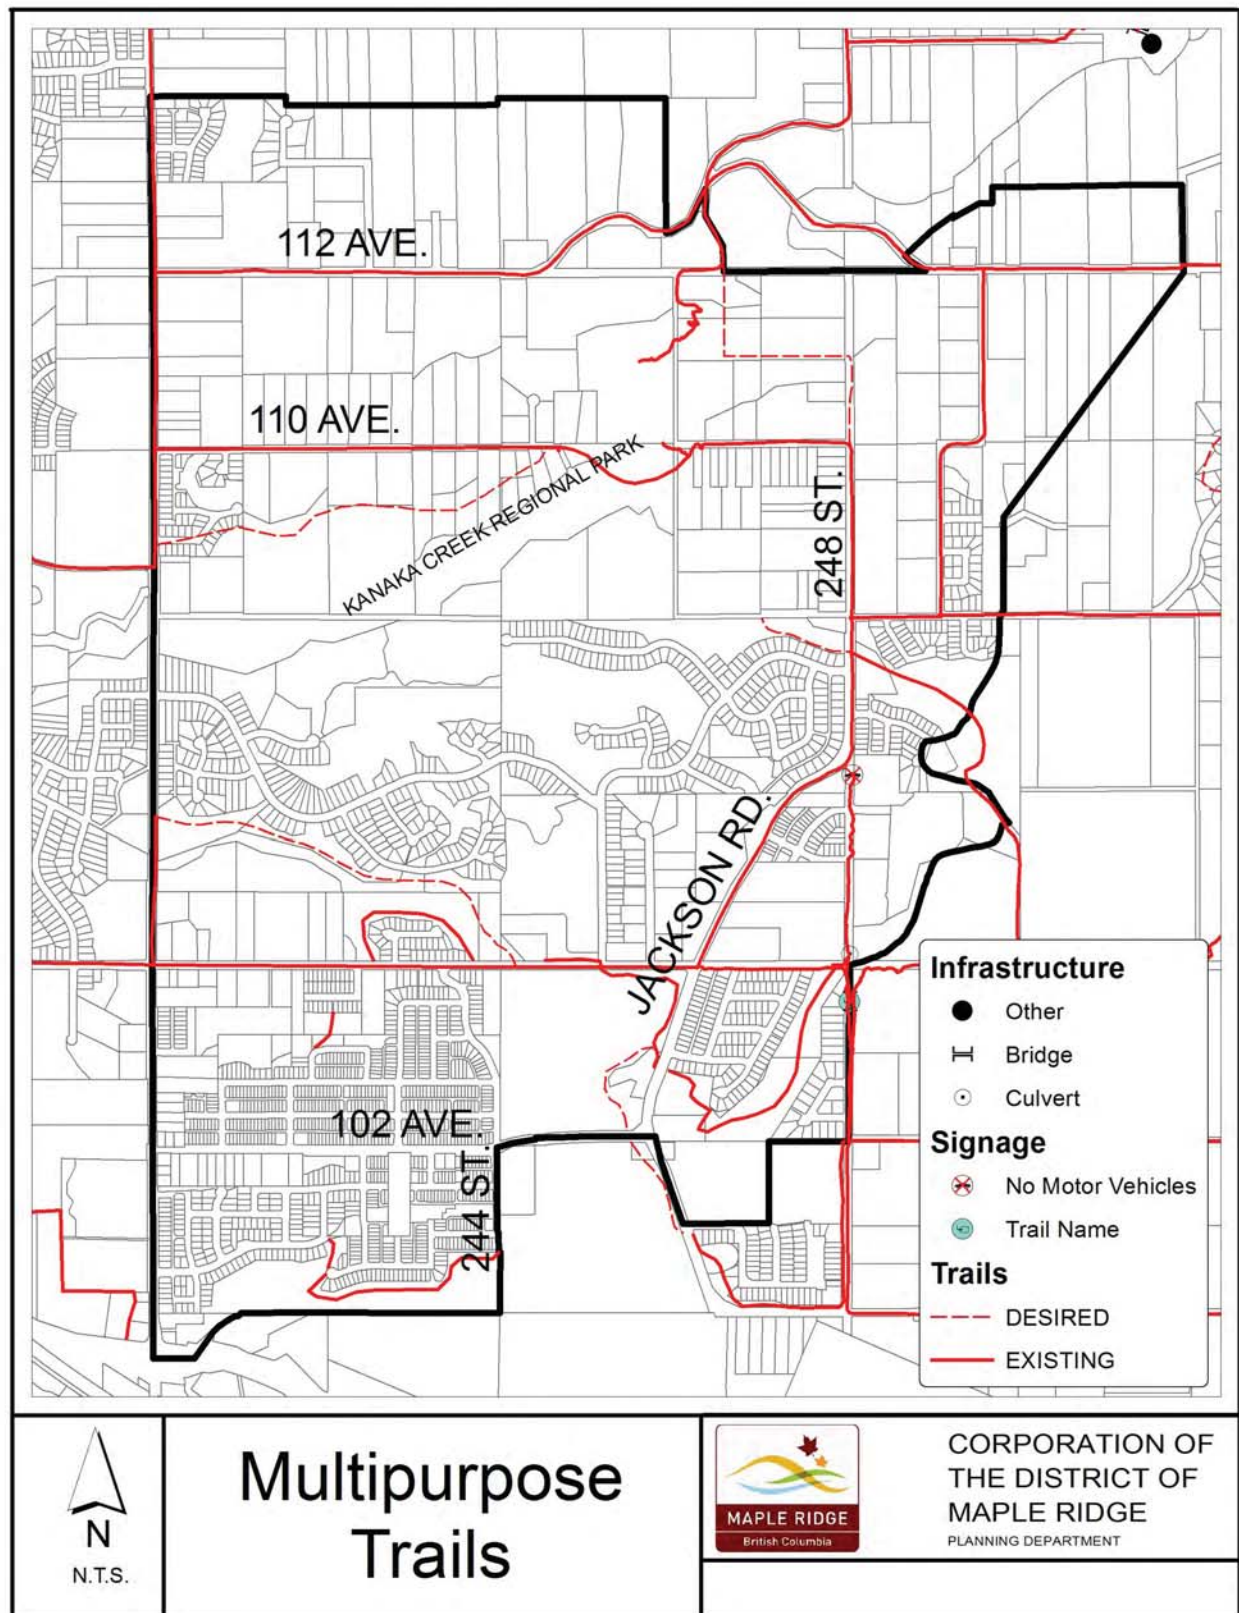 112 AVE.
110 AVE.
KANAKA CREEK REGIONAL PARK
248 ST.
JACKSON RD.
102 AVE.
244 ST.
Infrastructure
Other
Bridge
Culvert
Signage
No Motor Vehicles
Trail Name
Trails
DESIRED
EXISTING
N
N.T.S.
Multipurpose
Trails
MAPLE RIDGE
British Columbia
CORPORATION OF
THE DISTRICT OF
MAPLE RIDGE
PLANNING DEPARTMENT